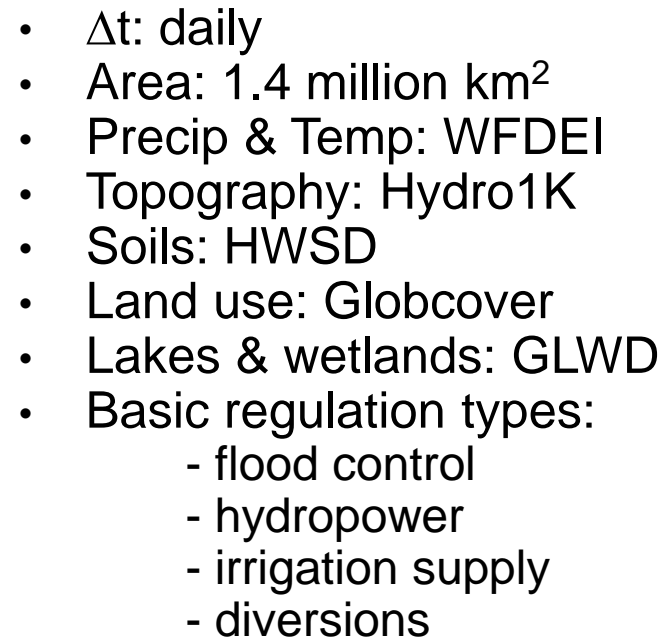 • Δt: daily
• Area: 1.4 million km²
• Precip & Temp: WFDEI
• Topography: Hydro1K
• Soils: HWSD
• Land use: Globcover
• Lakes & wetlands: GLWD
• Basic regulation types:
- flood control
- hydropower
- irrigation supply
- diversions